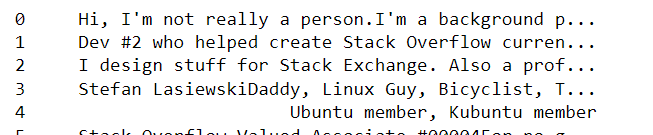 0 Hi, I'm not really a person.I'm a background p...
1 Dev #2 who helped create Stack Overflow curren...
2 I design stuff for Stack Exchange. Also a prof...
3 Stefan LasiewskiDaddy, Linux Guy, Bicyclist, T...
4 Ubuntu member, Kubuntu member
5 Stack Overflow Valued Associate #00004For no g...